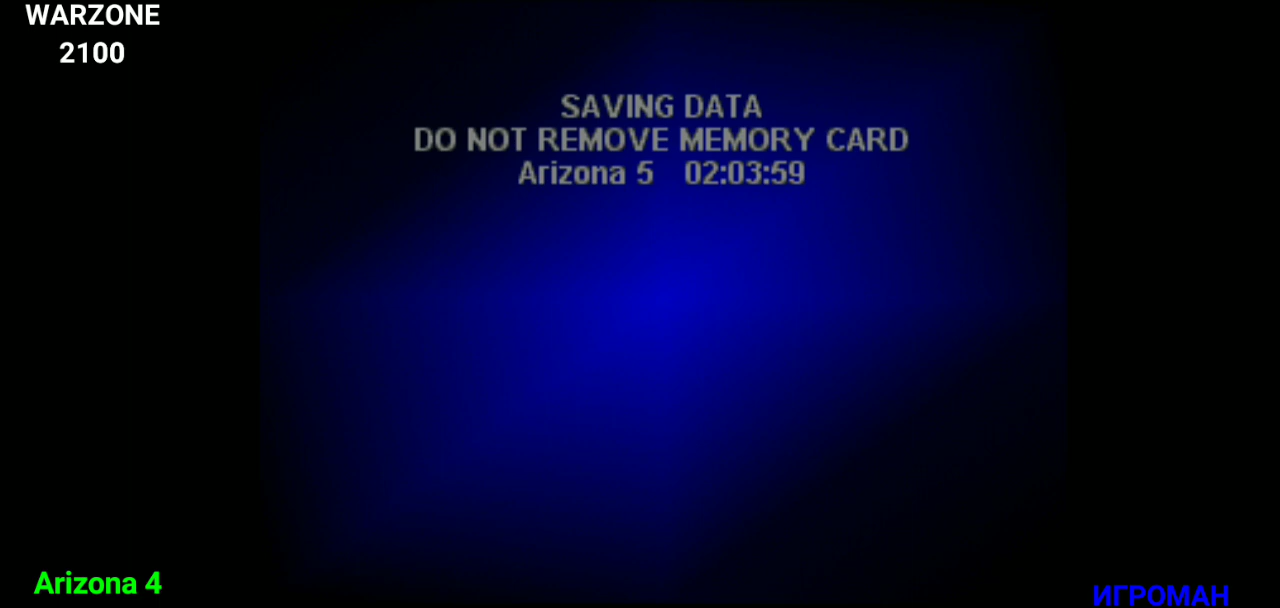 WARZONE
2100
SAVING DATA
DO NOT REMOVE MEMORY CARD
Arizona 5 02:03:59
Arizona 4
ИГРОМАН